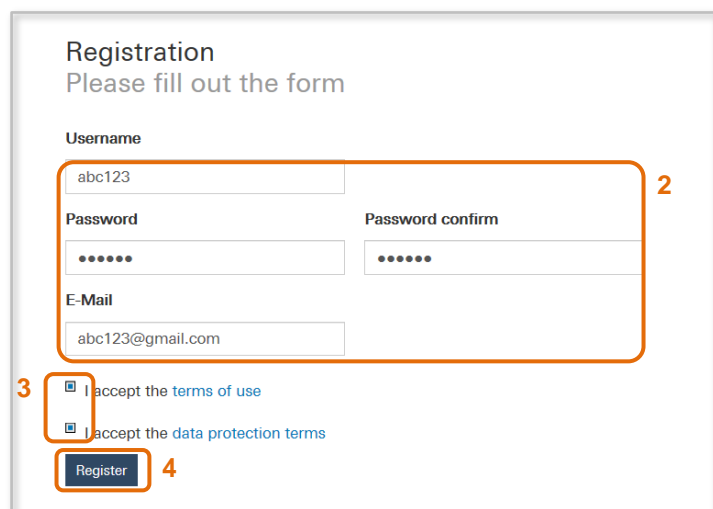 Registration
Please fill out the form
Username
abc123
2
Password Password confirm
●●●●●● ●●●●●●
E-Mail
abc123@gmail.com
3
I accept the terms of use
I accept the data protection terms
Register
4